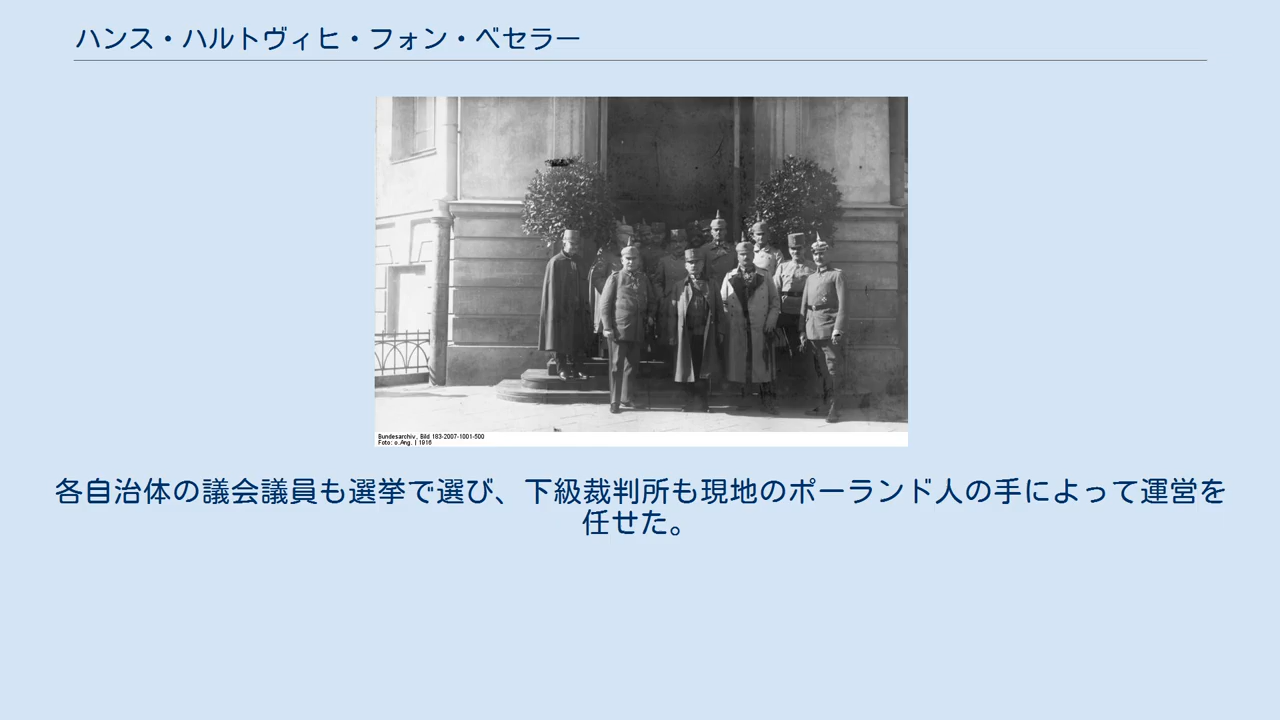 ハンス・ハルトヴィヒ・フォン・ベセラー
Bundesarchiv, Bild 183-2007-1001-500
Foto: o.Ang. | 1916
各自治体の議会議員も選挙で選び、下級裁判所も現地のポーランド人の手によって運営を
任せた。